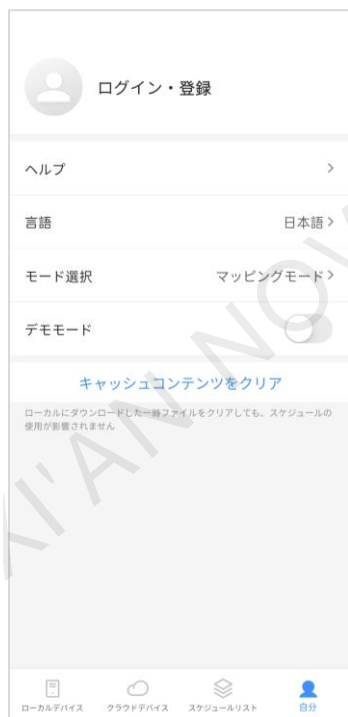 ログイン・登録
ヘルプ
言語 日本語
モード選択 マッピングモード
デモモード
キャッシュコンテンツをクリア
ローカルにダウンロードした一時ファイルをクリアしても、スケジュールの
使用が影響されません
XI'AN NOV
ローカルデバイス クラウドデバイス スケジュールリスト 自分